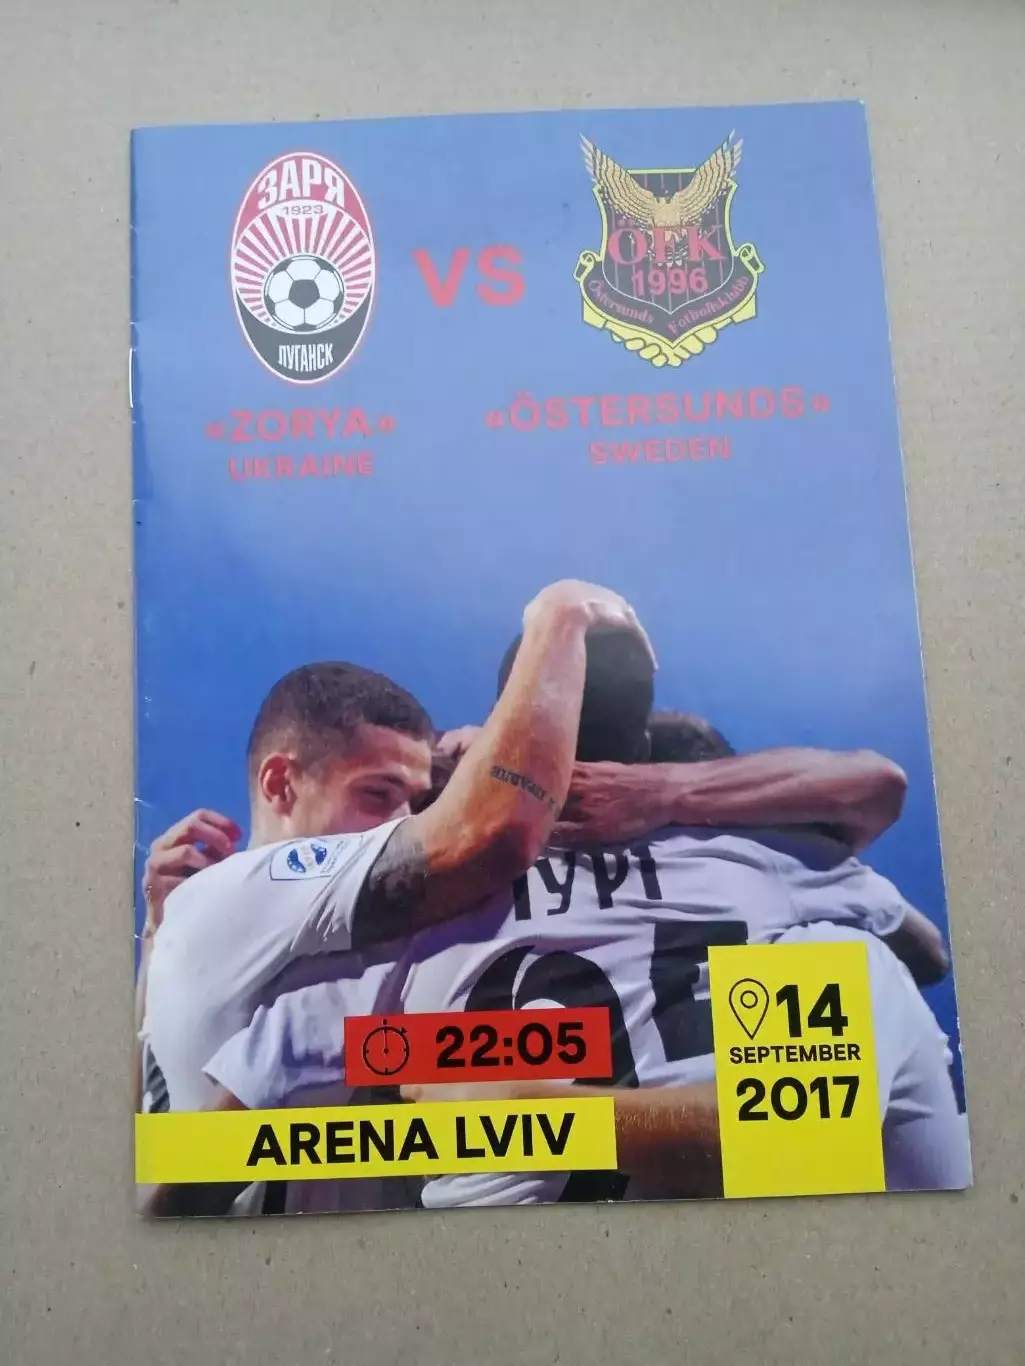 ЗАРЯ
1923
ЛУГАНСК
VS
ÖFK
1996
Östersunds Fotbollsklubb
«ZORYA»
UKRAINE
«ÖSTERSUNDS»
SWEDEN
22:05
ARENA LVIV
14
SEPTEMBER
2017